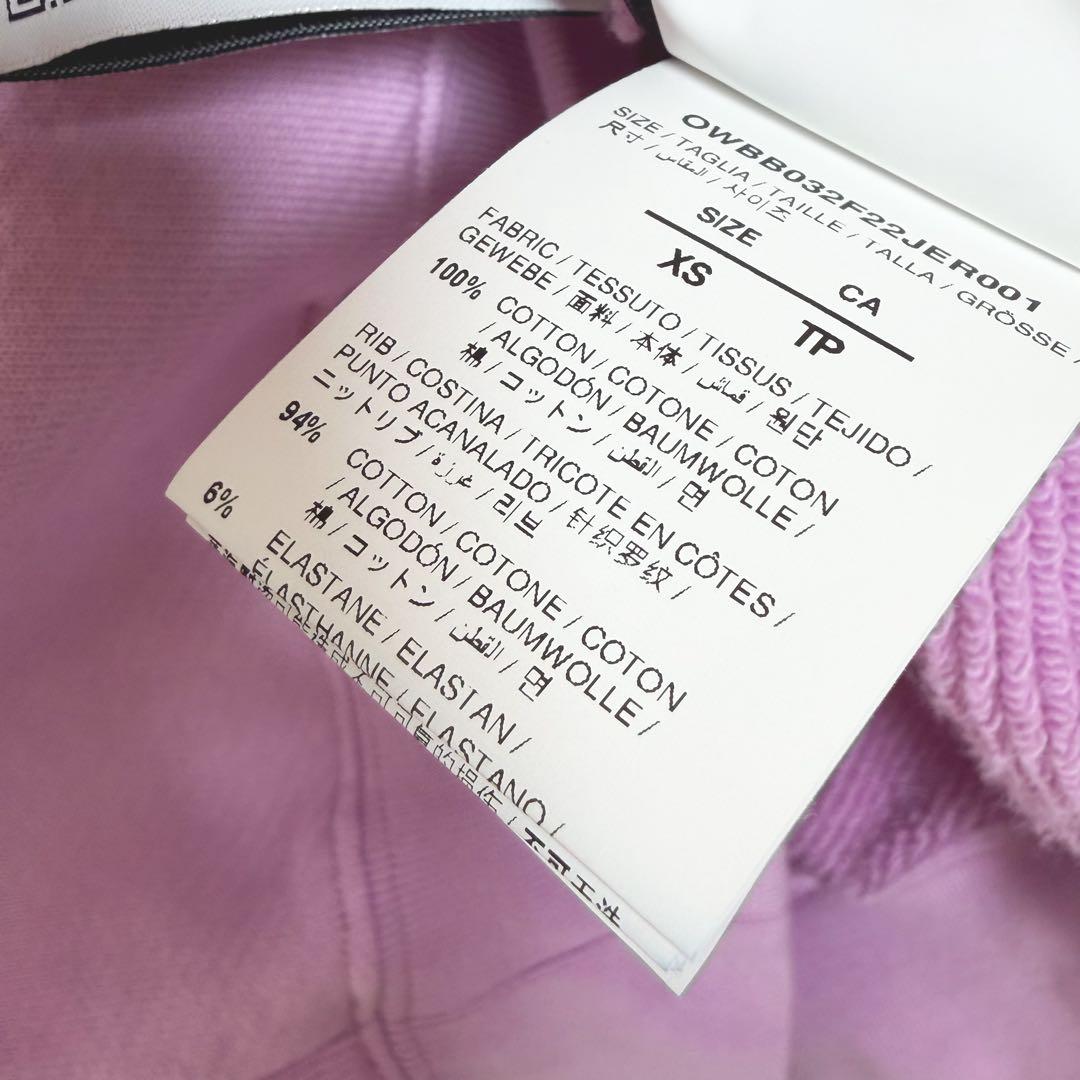 OWBB032F22JER001
SIZE / TAGLIA / TAILLE / TALLA / GRÖSSE /
尺寸 / المقاس / 사이즈
SIZE CA
XS TP
FABRIC / TESSUTO / TISSUS / TEJIDO /
GEWEBE / 面料 / 本体 / قماش / 원단
100% COTTON / COTONE / COTON
/ ALGODÓN / BAUMWOLLE /
棉 / コットン / القطن / 면
RIB / COSTINA / TRICOTE EN CÔTES /
PUNTO ACANALADO / 针织罗纹 /
ニットリブ / غرزة / 리브
94% COTTON / COTONE / COTON
/ ALGODÓN / BAUMWOLLE /
棉 / コットン / القطن / 면
6% ÉLASTANE / ELASTAN /
ÉLASTHANNE / ELASTANO /